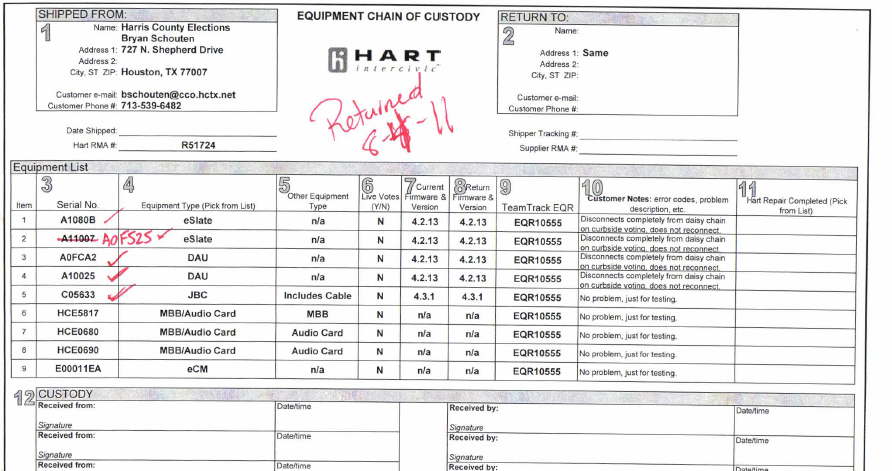 SHIPPED FROM:
1
Name: Harris County Elections
Bryan Schouten
Address 1: 727 N. Shepherd Drive
Address 2:
City, ST ZIP: Houston, TX 77007
Customer e-mail: bschouten@cco.hctx.net
Customer Phone #: 713-539-6482
Date Shipped:
Hart RMA #: R51724
EQUIPMENT CHAIN OF CUSTODY
HART
intercivic
Returned
RETURN TO:
2
Name:
Address 1: Same
Address 2:
City, ST ZIP:
Customer e-mail:
Customer Phone #:
Shipper Tracking #:
Supplier RMA #:
Equipment List
3 4 5 6 7 8 9 10 11
Item Serial No. Equipment Type (Pick from List) Other Equipment Type Live Votes (Y/N) Current Firmware & Version Return Firmware & Version TeamTrack EQR Customer Notes: error codes, problem description, etc. Hart Repair Completed (Pick from List)
1 A1080B eSlate n/a N 4.2.13 4.2.13 EQR10555 Disconnects completely from daisy chain on curbside voting, does not reconnect.
2 A11007 A0F525 eSlate n/a N 4.2.13 4.2.13 EQR10555 Disconnects completely from daisy chain on curbside voting, does not reconnect.
3 A0FCA2 DAU n/a N 4.2.13 4.2.13 EQR10555 Disconnects completely from daisy chain on curbside voting, does not reconnect.
4 A10025 DAU n/a N 4.2.13 4.2.13 EQR10555 Disconnects completely from daisy chain on curbside voting, does not reconnect.
5 C05633 JBC Includes Cable N 4.3.1 4.3.1 EQR10555 No problem, just for testing.
6 HCE5817 MBB/Audio Card MBB N n/a n/a EQR10555 No problem, just for testing.
7 HCE0680 MBB/Audio Card Audio Card N n/a n/a EQR10555 No problem, just for testing.
8 HCE0690 MBB/Audio Card Audio Card N n/a n/a EQR10555 No problem, just for testing.
9 E00011EA eCM n/a N n/a n/a EQR10555 No problem, just for testing.
12 CUSTODY
Received from: Date/time Received by: Date/time
Signature Signature
Received from: Date/time Received by: Date/time
Signature Signature
Received from: Date/time Received by: Date/time